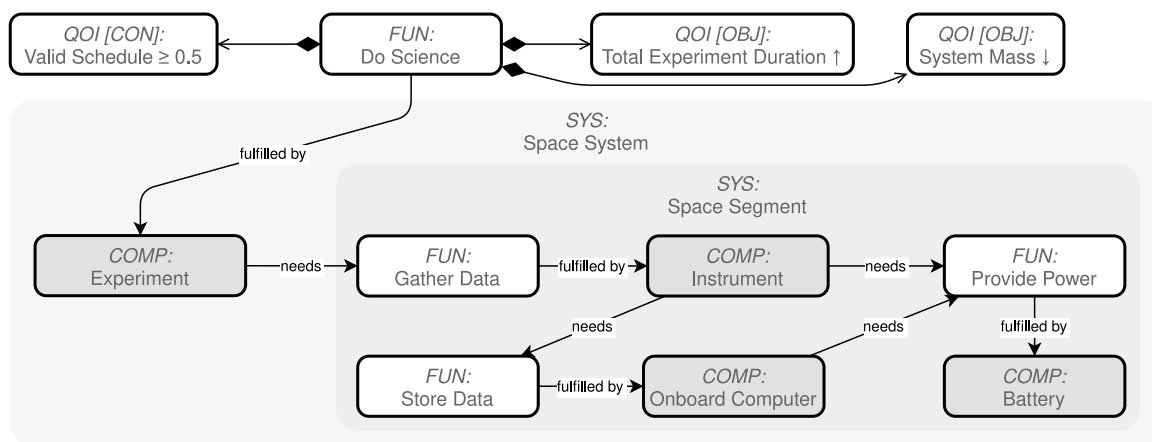 QOI [CON]:
Valid Schedule ≥ 0.5
FUN:
Do Science
QOI [OBJ]:
Total Experiment Duration ↑
QOI [OBJ]:
System Mass ↓
SYS:
Space System
fulfilled by
SYS:
Space Segment
COMP:
Experiment
needs
FUN:
Gather Data
fulfilled by
COMP:
Instrument
needs
FUN:
Provide Power
needs
needs
fulfilled by
FUN:
Store Data
fulfilled by
COMP:
Onboard Computer
COMP:
Battery